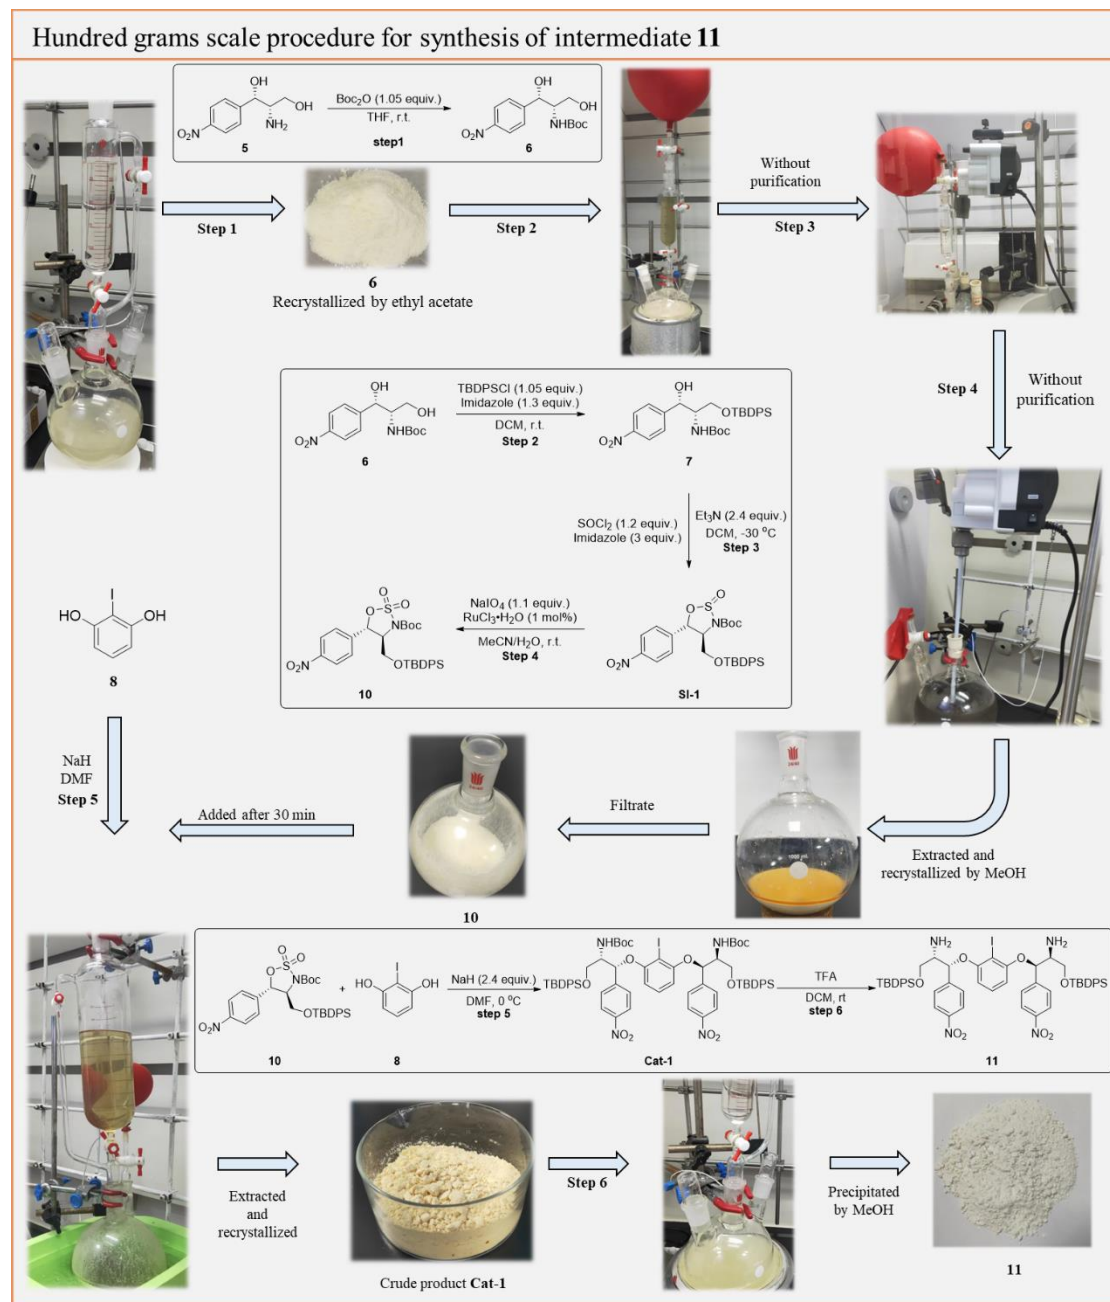 Hundred grams scale procedure for synthesis of intermediate 11
OH
OH
O₂N
NH₂
5
Boc₂O (1.05 equiv.)
THF, r.t.
step1
OH
OH
O₂N
NHBoc
6
Step 1
6
Recrystallized by ethyl acetate
Step 2
Without
purification
Step 3
Step 4
Without
purification
OH
OH
O₂N
NHBoc
6
TBDPSCl (1.05 equiv.)
Imidazole (1.3 equiv.)
DCM, r.t.
Step 2
OH
OTBDPS
O₂N
NHBoc
7
SOCl₂ (1.2 equiv.)
Imidazole (3 equiv.)
Et₃N (2.4 equiv.)
DCM, -30 °C
Step 3
O
O
S
NBoc
O₂N
OTBDPS
SI-1
NaIO₄ (1.1 equiv.)
RuCl₃•H₂O (1 mol%)
MeCN/H₂O, r.t.
Step 4
O
O
O
S
NBoc
O₂N
OTBDPS
10
I
HO
OH
8
NaH
DMF
Step 5
Added after 30 min
10
Filtrate
Extracted and
recrystallized by MeOH
O
O
O
S
NBoc
O₂N
OTBDPS
10
+
I
HO
OH
8
NaH (2.4 equiv.)
DMF, 0 °C
step 5
NHBoc
I
NHBoc
O
O
TBDPSO
OTBDPS
NO₂
NO₂
Cat-1
TFA
DCM, rt
step 6
NH₂
I
NH₂
O
O
TBDPSO
OTBDPS
NO₂
NO₂
11
Extracted
and
recrystallized
Crude product Cat-1
Step 6
Precipitated
by MeOH
11